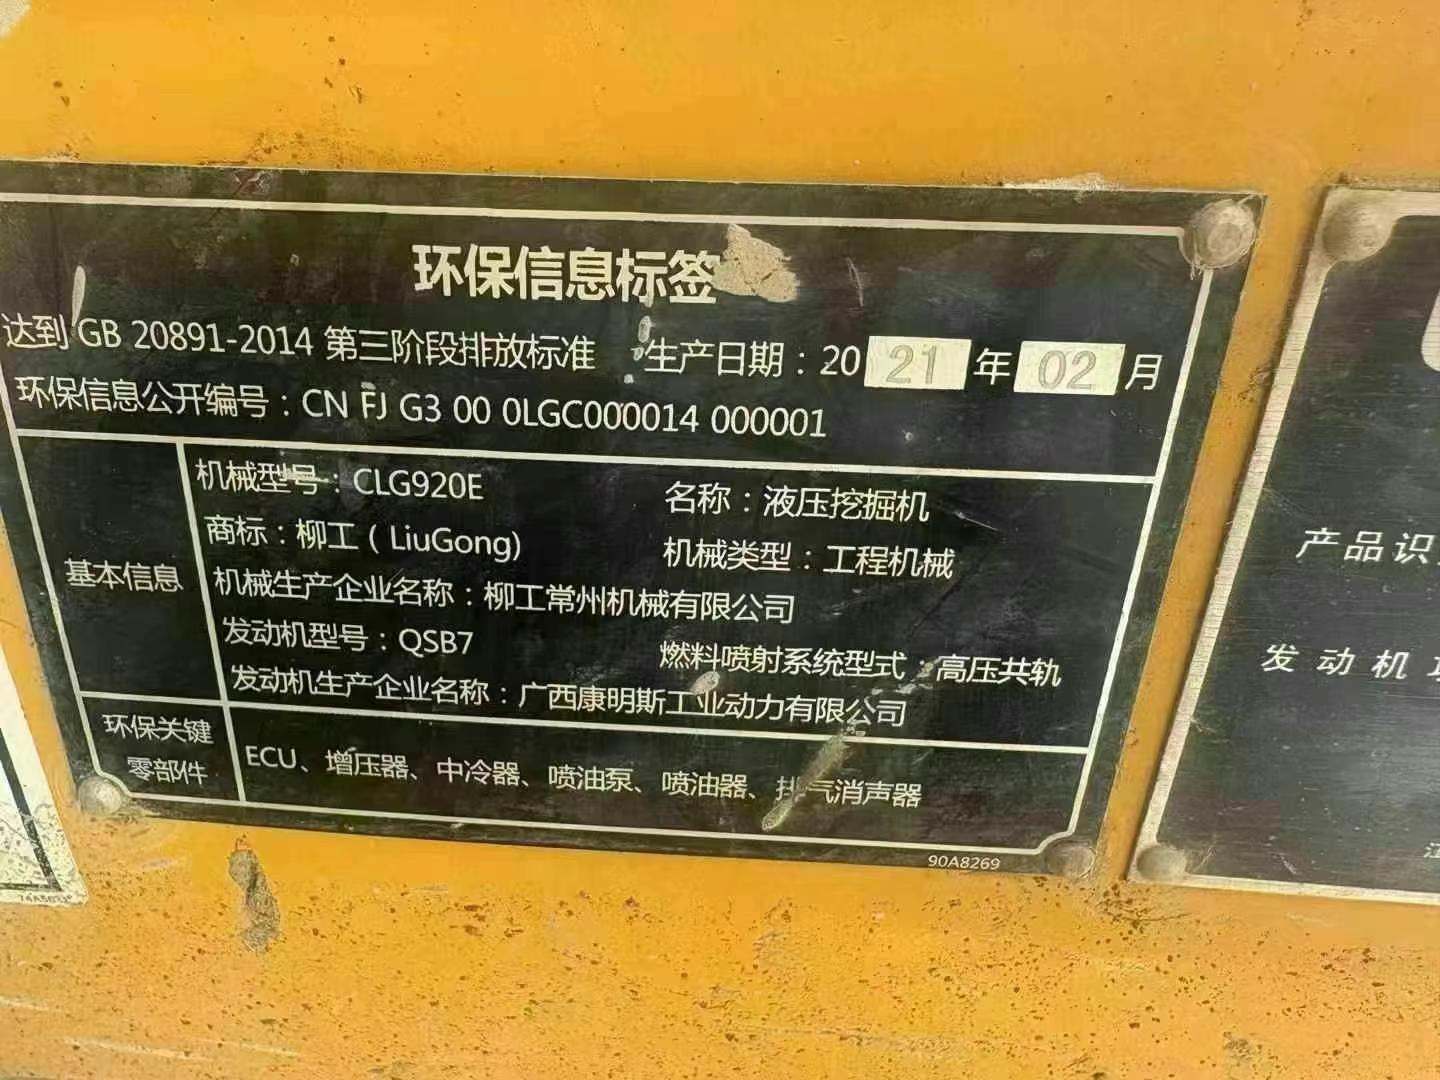 环保信息标签
达到 GB 20891-2014 第三阶段排放标准 生产日期：2021年02月
环保信息公开编号：CN FJ G3 00 0LGC000014 000001
基本信息
机械型号：CLG920E 名称：液压挖掘机
商标：柳工（LiuGong) 机械类型：工程机械
机械生产企业名称：柳工常州机械有限公司
发动机型号：QSB7 燃料喷射系统型式：高压共轨
发动机生产企业名称：广西康明斯工业动力有限公司
环保关键
零部件
ECU、增压器、中冷器、喷油泵、喷油器、排气消声器
90A8269
产品识
发动机